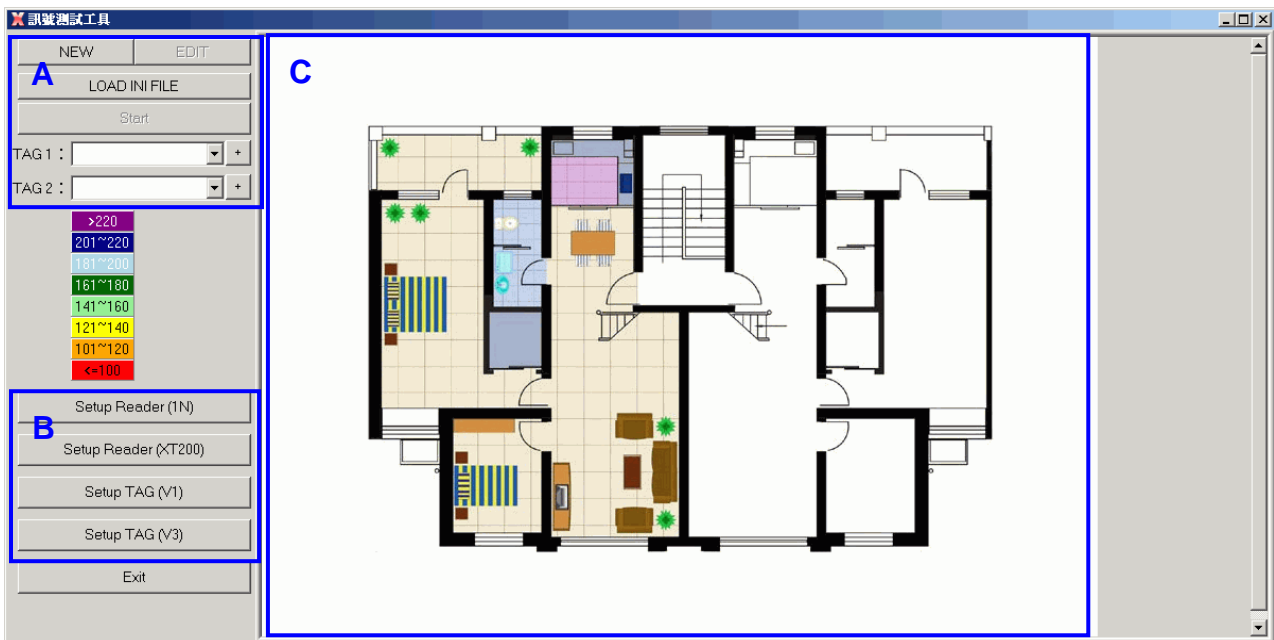 訊號測試工具
NEW EDIT
A
LOAD INI FILE
Start
TAG 1：
+
TAG 2：
+
>220
201~220
181~200
161~180
141~160
121~140
101~120
<=100
B
Setup Reader (1N)
Setup Reader (XT200)
Setup TAG (V1)
Setup TAG (V3)
Exit
C